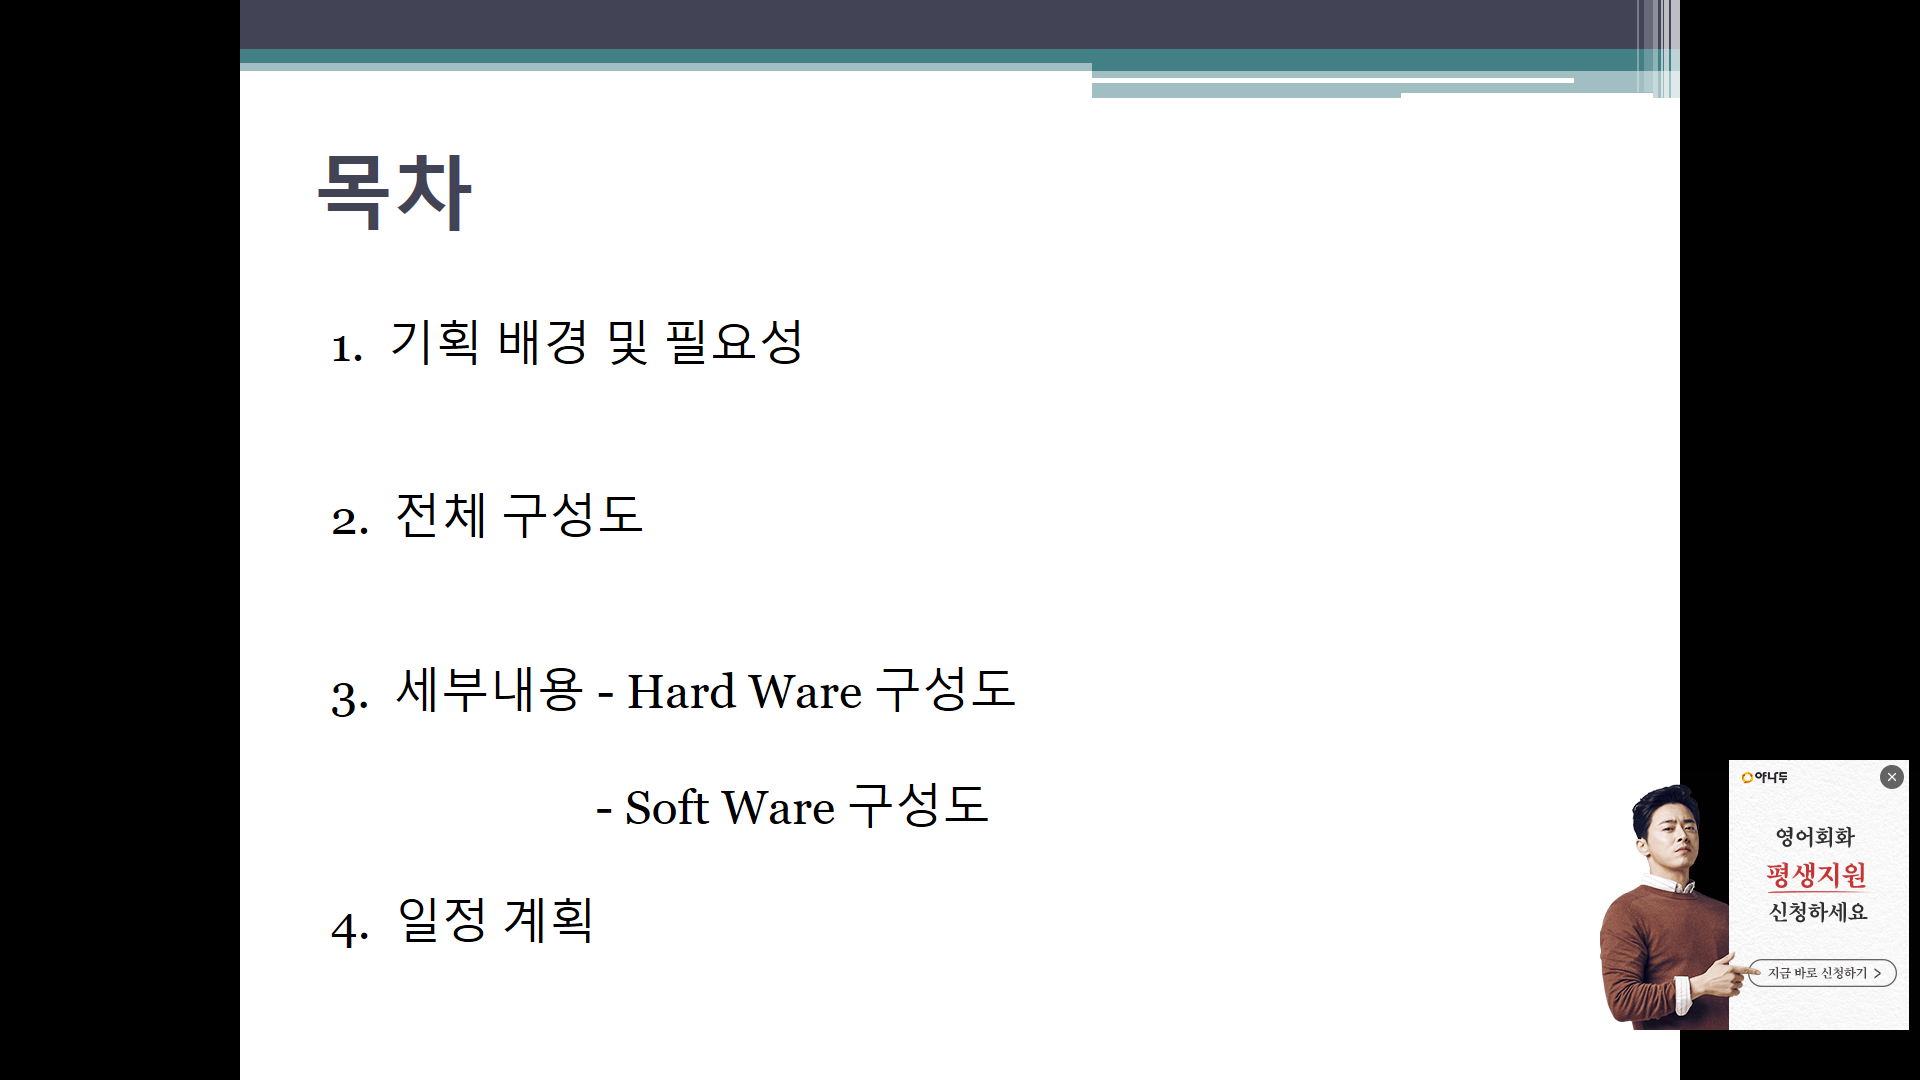 목차
1. 기획 배경 및 필요성
2. 전체 구성도
3. 세부내용 - Hard Ware 구성도
- Soft Ware 구성도
4. 일정 계획
야나두
영어회화
평생지원
신청하세요
지금 바로 신청하기 >